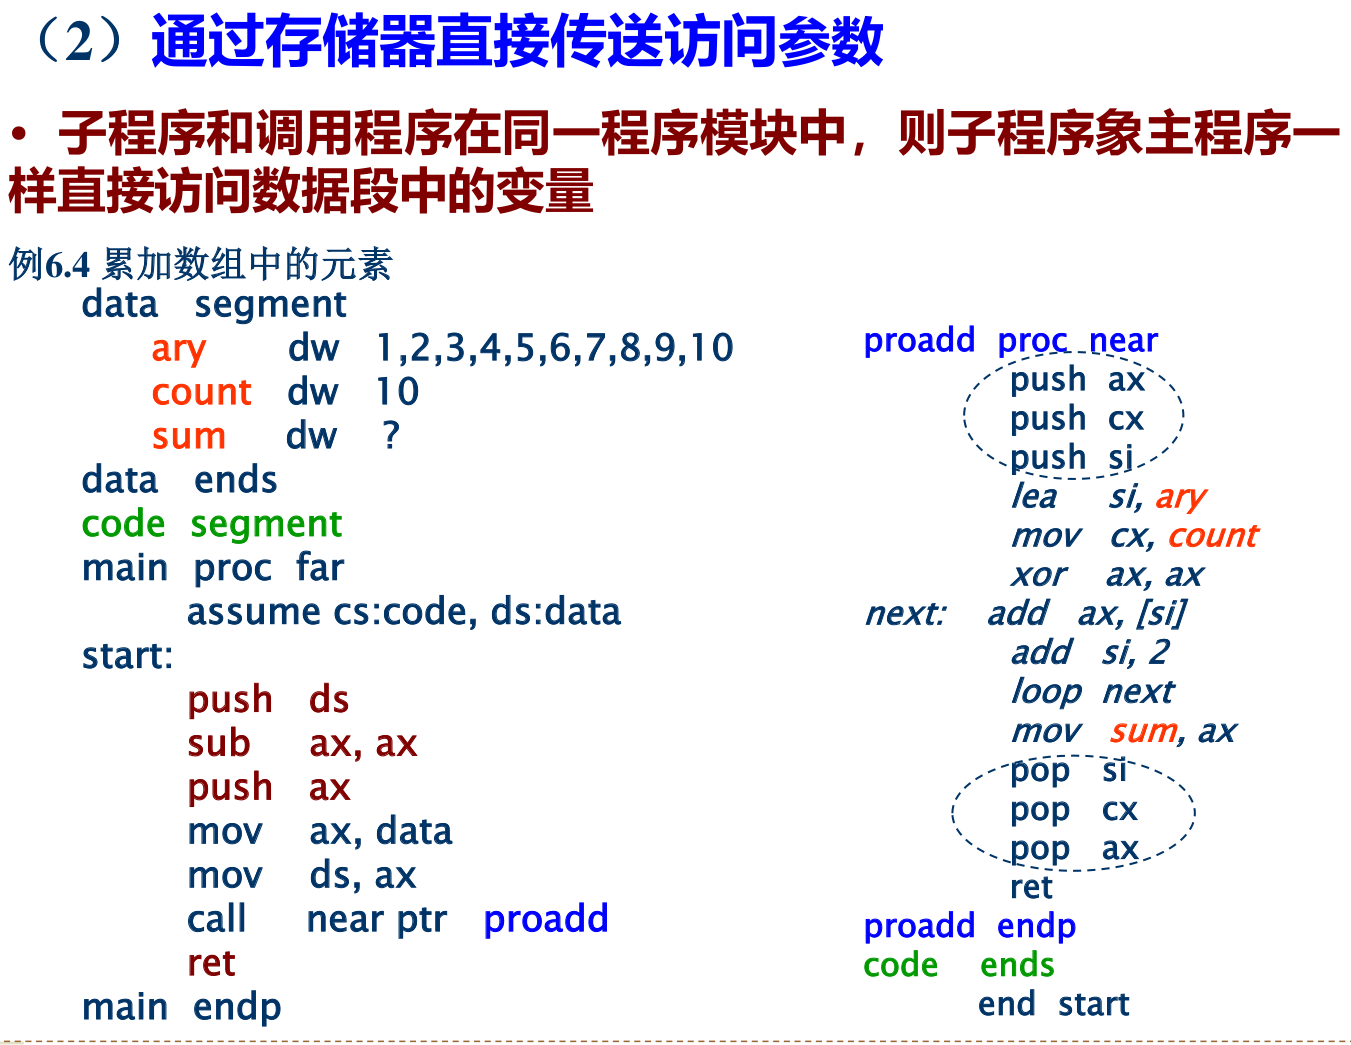 （2）通过存储器直接传送访问参数
• 子程序和调用程序在同一程序模块中，则子程序象主程序一
样直接访问数据段中的变量
例6.4 累加数组中的元素
data segment
ary dw 1,2,3,4,5,6,7,8,9,10
count dw 10
sum dw ?
data ends
code segment
main proc far
assume cs:code, ds:data
start:
push ds
sub ax, ax
push ax
mov ax, data
mov ds, ax
call near ptr proadd
ret
main endp
proadd proc near
push ax
push cx
push si
lea si, ary
mov cx, count
xor ax, ax
next: add ax, [si]
add si, 2
loop next
mov sum, ax
pop si
pop cx
pop ax
ret
proadd endp
code ends
end start